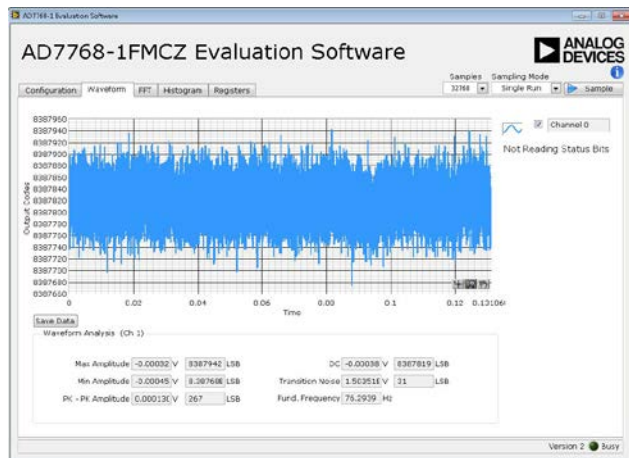 AD7768-1 Evaluation Software
AD7768-1FMCZ Evaluation Software
ANALOG
DEVICES
Samples Sampling Mode
32768 Single Run Sample
Configuration Waveform FFT Histogram Registers
Channel 0
Not Reading Status Bits
8387960
8387940
8387920
8387900
8387880
8387860
8387840
8387820
8387800
8387780
8387760
8387740
8387720
8387700
8387680
8387660
Output Codes
0 0.02 0.04 0.06 0.08 0.1 0.12
Time
Save Data
Waveform Analysis (Ch 1)
Max Amplitude -0.00032 V 8387942 LSB
Min Amplitude -0.00045 V LSB
PK - PK Amplitude V 267 LSB
DC -0.00038 V 8387819 LSB
Transition Noise V 31 LSB
Fund. Frequency 76.2939 Hz
Version 2 Busy